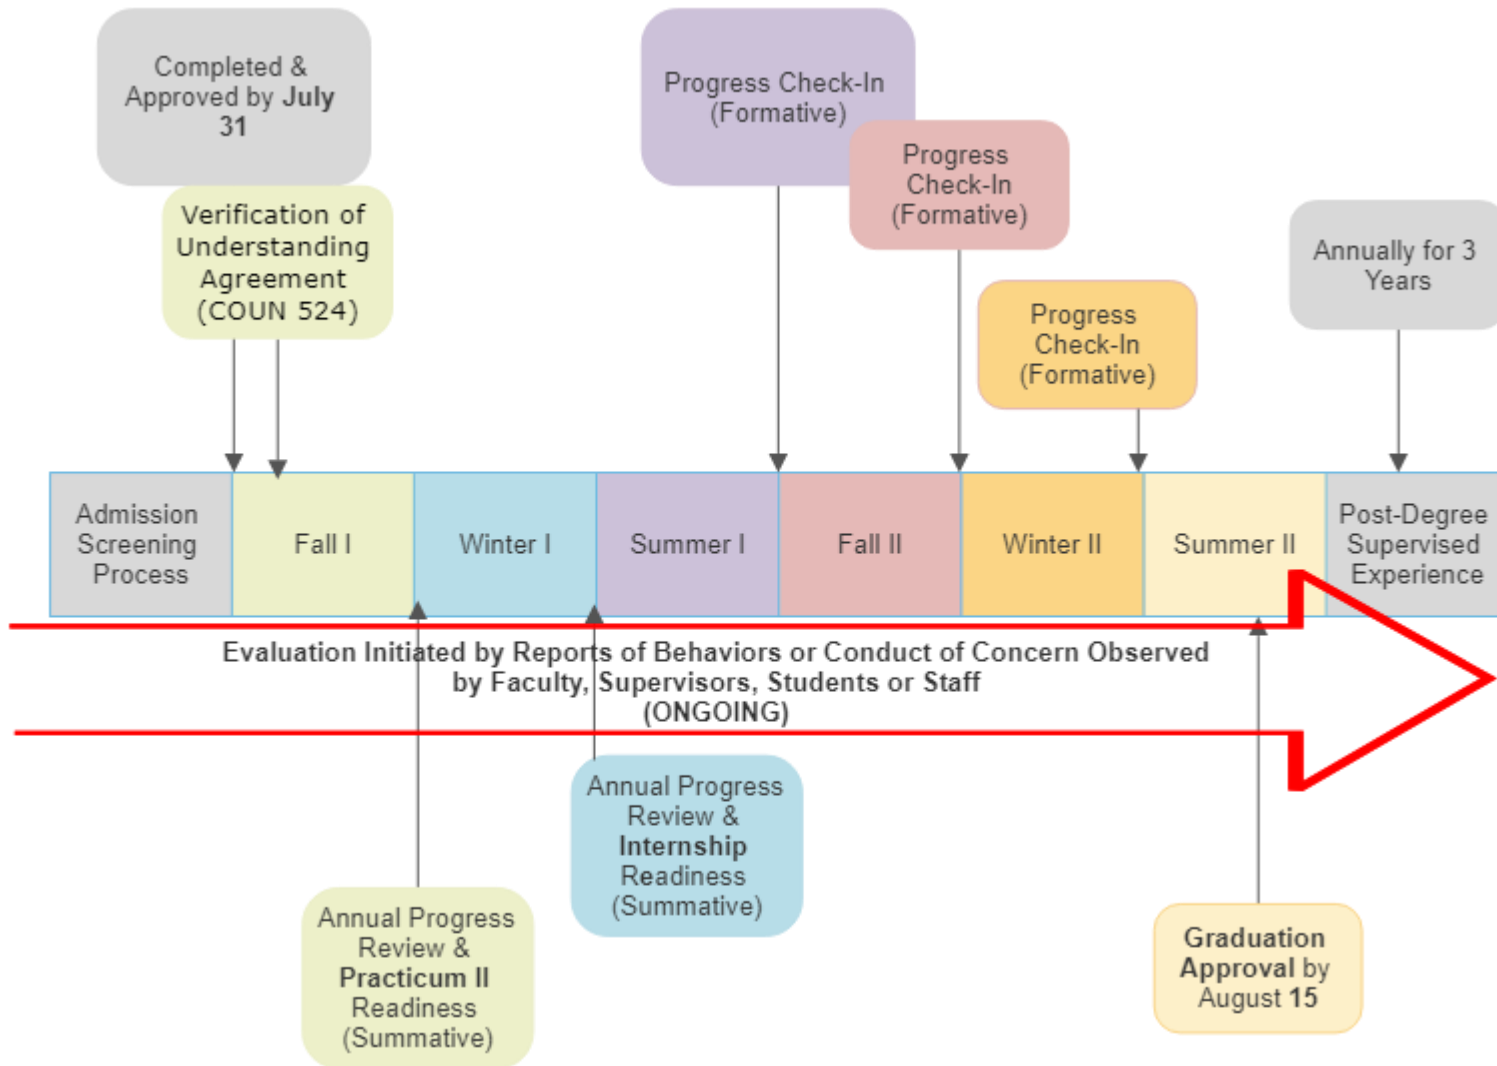 Completed &
Approved by July
31
Verification of
Understanding
Agreement
(COUN 524)
Progress Check-In
(Formative)
Progress
Check-In
(Formative)
Progress
Check-In
(Formative)
Annually for 3
Years
Admission
Screening
Process
Fall I
Winter I
Summer I
Fall II
Winter II
Summer II
Post-Degree
Supervised
Experience
Evaluation Initiated by Reports of Behaviors or Conduct of Concern Observed
by Faculty, Supervisors, Students or Staff
(ONGOING)
Annual Progress
Review &
Internship
Readiness
(Summative)
Annual Progress
Review &
Practicum II
Readiness
(Summative)
Graduation
Approval by
August 15